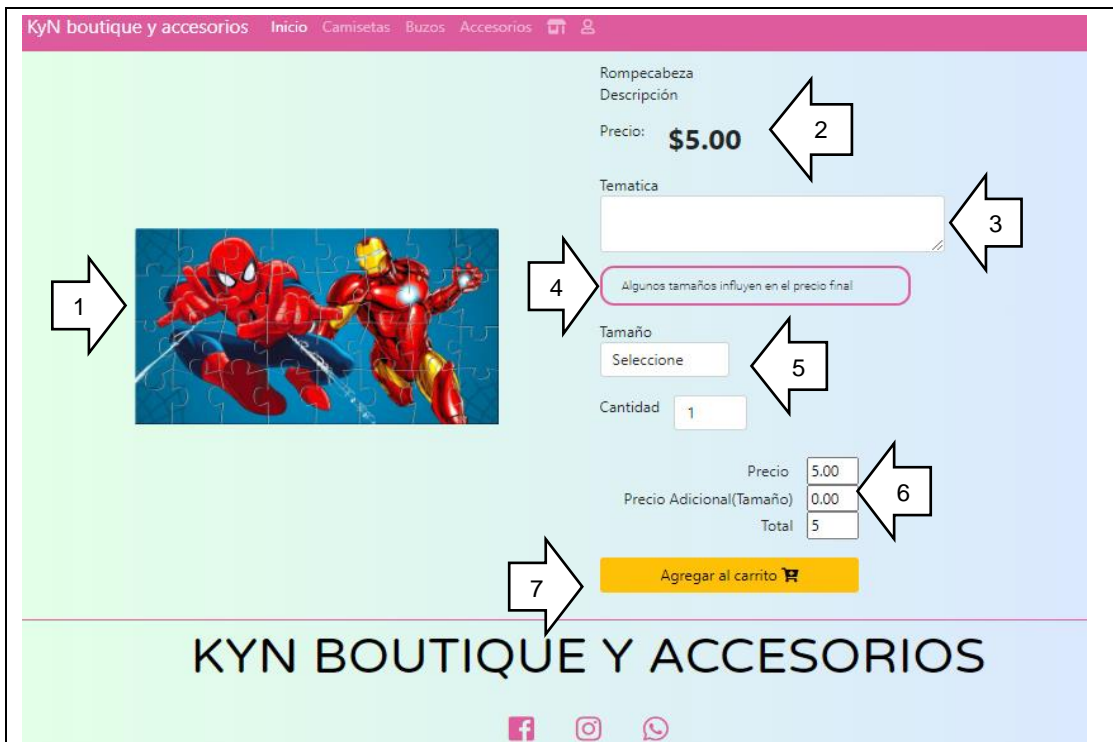 KyN boutique y accesorios Inicio Camisetas Buzos Accesorios
Rompecabeza
Descripción
Precio: $5.00
2
Tematica
3
1
4
Algunos tamaños influyen en el precio final
Tamaño
Seleccione
5
Cantidad 1
Precio 5.00
Precio Adicional(Tamaño) 0.00
6
Total 5
7
Agregar al carrito
KYN BOUTIQUE Y ACCESORIOS